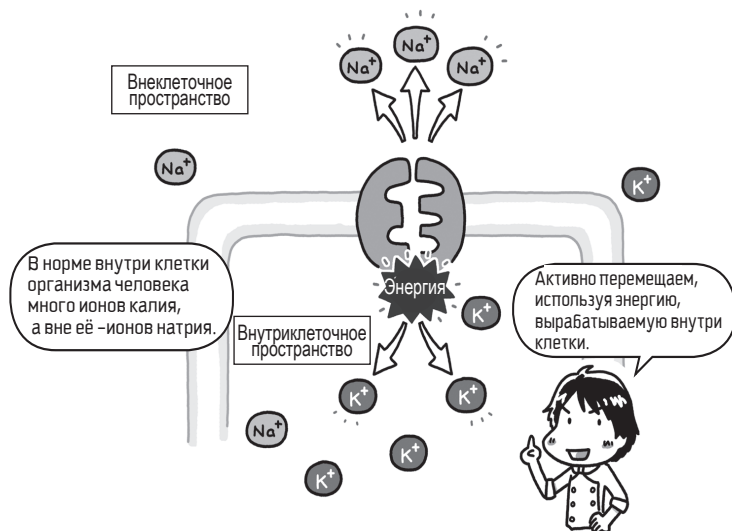 Na⁺
Na⁺
Na⁺
Внеклеточное
пространство
Na⁺
K⁺
В норме внутри клетки
организма человека
много ионов калия,
а вне её –ионов натрия.
Энергия
Активно перемещаем,
используя энергию,
вырабатываемую внутри
клетки.
K⁺
Внутриклеточное
пространство
K⁺
K⁺
Na⁺
K⁺
K⁺